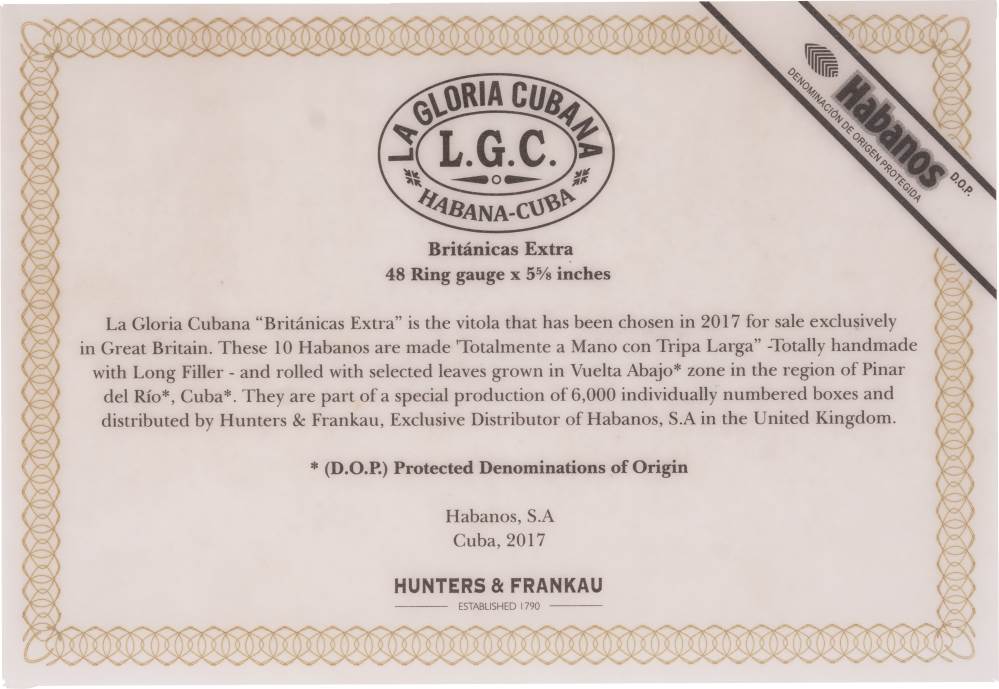 LA GLORIA CUBANA
L.G.C.
HABANA-CUBA
Habanos
D.O.P.
DENOMINACIÓN DE ORIGEN PROTEGIDA
Británicas Extra
48 Ring gauge x 5⅝ inches
La Gloria Cubana “Británicas Extra” is the vitola that has been chosen in 2017 for sale exclusively
in Great Britain. These 10 Habanos are made 'Totalmente a Mano con Tripa Larga” -Totally handmade
with Long Filler - and rolled with selected leaves grown in Vuelta Abajo* zone in the region of Pinar
del Río*, Cuba*. They are part of a special production of 6,000 individually numbered boxes and
distributed by Hunters & Frankau, Exclusive Distributor of Habanos, S.A in the United Kingdom.
* (D.O.P.) Protected Denominations of Origin
Habanos, S.A
Cuba, 2017
HUNTERS & FRANKAU
ESTABLISHED 1790